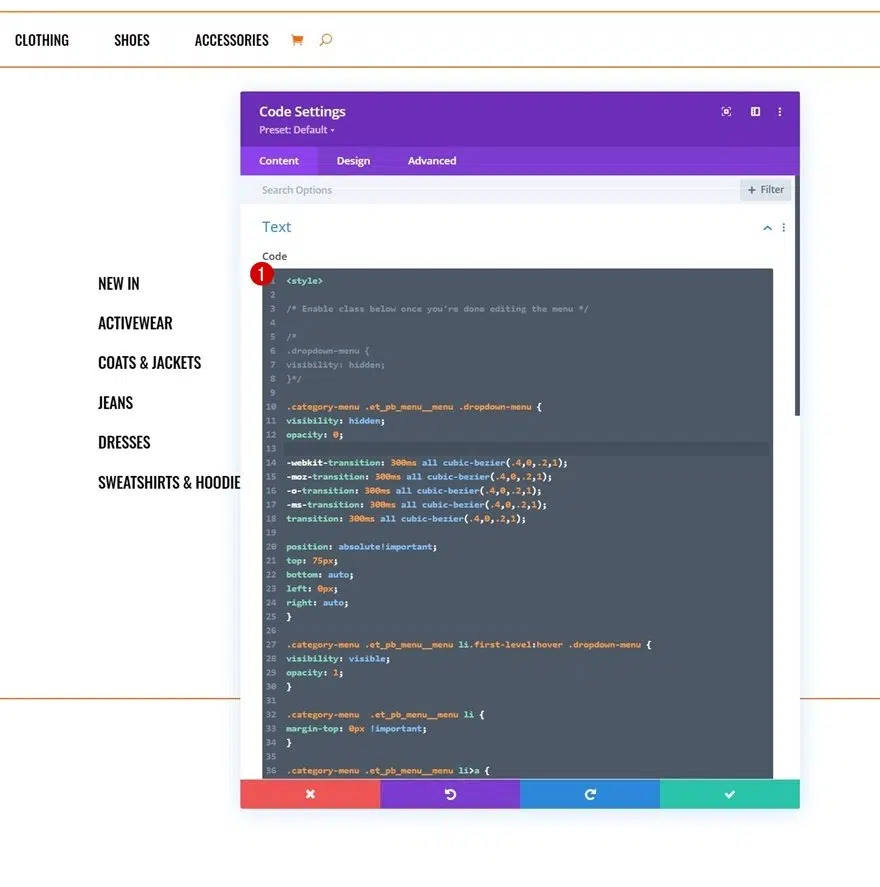 CLOTHING SHOES ACCESSORIES
Code Settings
Preset: Default
Content Design Advanced
Search Options
+ Filter
Text
Code
NEW IN
ACTIVEWEAR
COATS & JACKETS
JEANS
DRESSES
SWEATSHIRTS & HOODIE
1
1 <style>
2
3 /* Enable class below once you're done editing the menu */
4
5 /*
6 .dropdown-menu {
7 visibility: hidden;
8 }*/
9
10 .category-menu .et_pb_menu__menu .dropdown-menu {
11 visibility: hidden;
12 opacity: 0;
13
14 -webkit-transition: 300ms all cubic-bezier(.4,0,.2,1);
15 -moz-transition: 300ms all cubic-bezier(.4,0,.2,1);
16 -o-transition: 300ms all cubic-bezier(.4,0,.2,1);
17 -ms-transition: 300ms all cubic-bezier(.4,0,.2,1);
18 transition: 300ms all cubic-bezier(.4,0,.2,1);
19
20 position: absolute!important;
21 top: 75px;
22 bottom: auto;
23 left: 0px;
24 right: auto;
25 }
26
27 .category-menu .et_pb_menu__menu li.first-level:hover .dropdown-menu {
28 visibility: visible;
29 opacity: 1;
30 }
31
32 .category-menu  .et_pb_menu__menu li {
33 margin-top: 0px !important;
34 }
35
36 .category-menu .et_pb_menu__menu li>a {